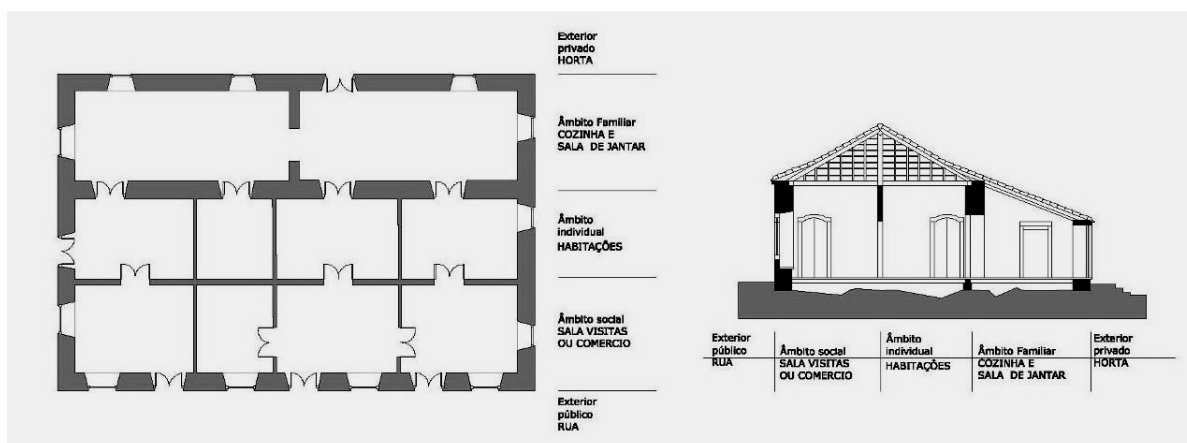 Exterior
privado
HORTA
Âmbito Familiar
COZINHA E
SALA DE JANTAR
Âmbito
individual
HABITAÇÕES
Âmbito social
SALA VISITAS
OU COMERCIO
Exterior
público
RUA
Exterior
público
RUA
Âmbito social
SALA VISITAS
OU COMERCIO
Âmbito
individual
HABITAÇÕES
Âmbito Familiar
COZINHA E
SALA DE JANTAR
Exterior
privado
HORTA